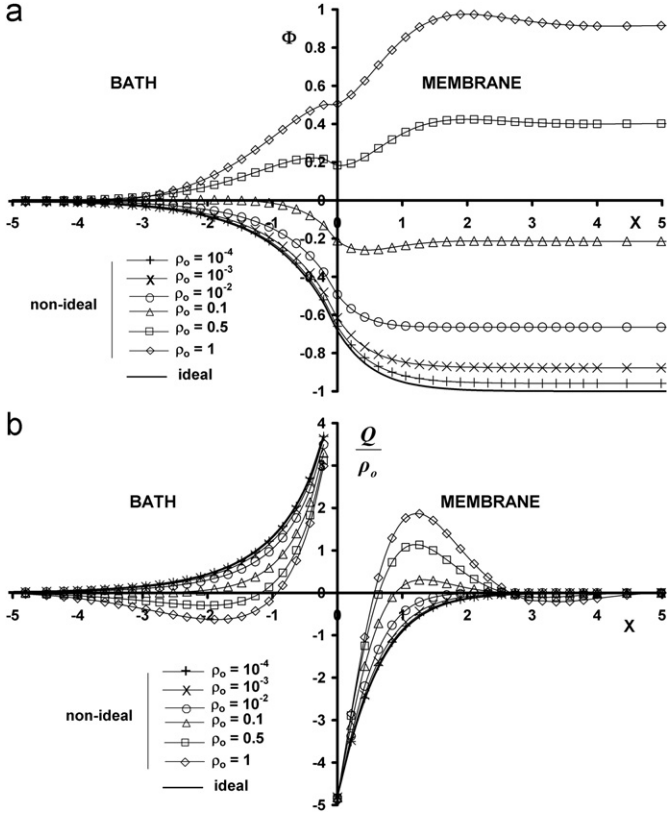 a
Φ
1
0.8
0.6
0.4
0.2
0
-0.2
-0.4
-0.6
-0.8
-1
BATH
MEMBRANE
-5 -4 -3 -2 -1 0 1 2 3 4 5
X
non-ideal
ρo = 10-4
ρo = 10-3
ρo = 10-2
ρo = 0.1
ρo = 0.5
ρo = 1
ideal
b
Q
ρo
4
3
2
1
0
-1
-2
-3
-4
-5
BATH
MEMBRANE
-5 -4 -3 -2 -1 0 1 2 3 4 5
X
non-ideal
ρo = 10-4
ρo = 10-3
ρo = 10-2
ρo = 0.1
ρo = 0.5
ρo = 1
ideal